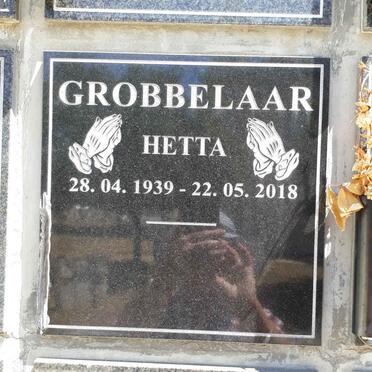 GROBBELAAR
HETTA
28. 04. 1939 - 22. 05. 2018